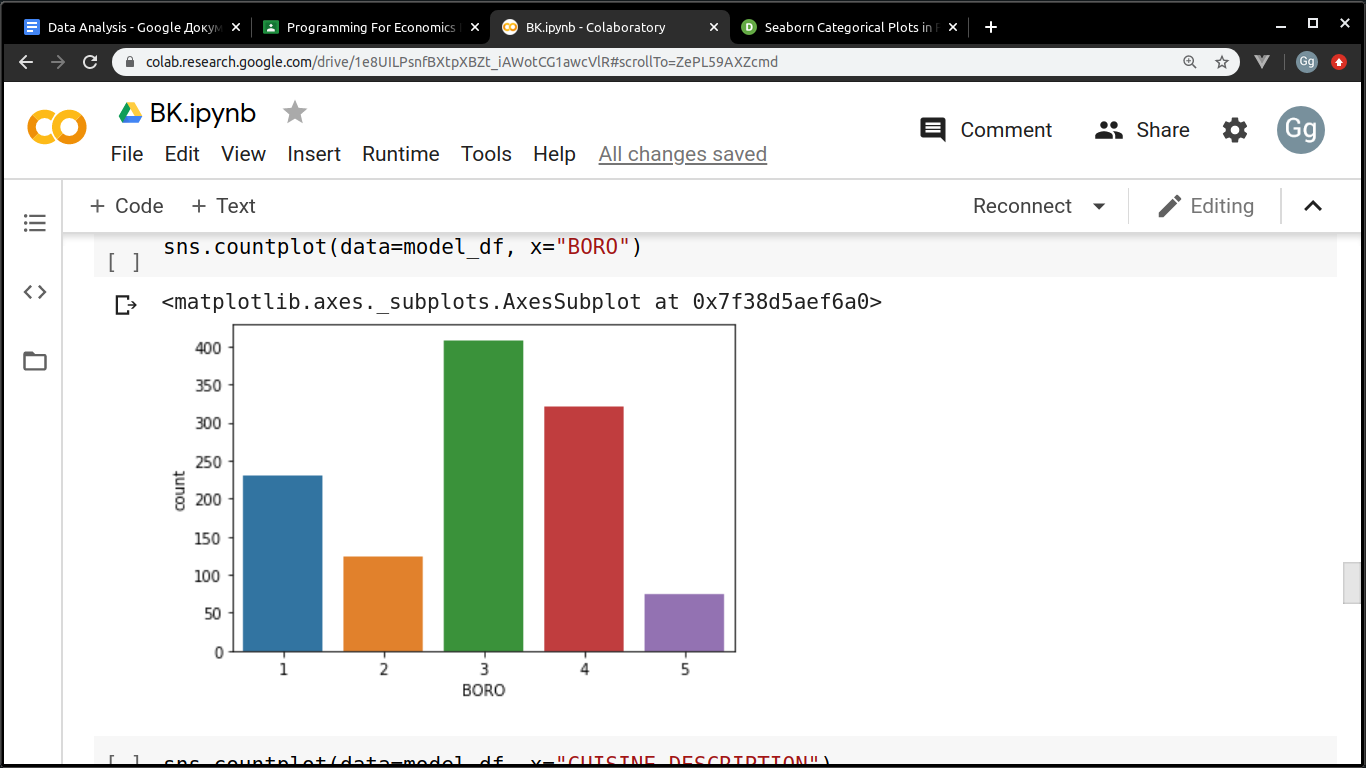 Data Analysis - Google Докум
Programming For Economics
BK.ipynb - Colaboratory
Seaborn Categorical Plots in
colab.research.google.com/drive/1e8UILPsnfBXtpXBZt_iAWotCG1awcVlR#scrollTo=ZePL59AXZcmd
Gg
BK.ipynb
Comment
Share
Gg
File Edit View Insert Runtime Tools Help All changes saved
+ Code + Text
Reconnect
Editing
sns.countplot(data=model_df, x="BORO")
[ ]
<matplotlib.axes._subplots.AxesSubplot at 0x7f38d5aef6a0>
400
350
300
250
200
150
100
50
0
count
1 2 3 4 5
BORO
[ ] sns.countplot(data=model_df, x="CUISINE DESCRIPTION")